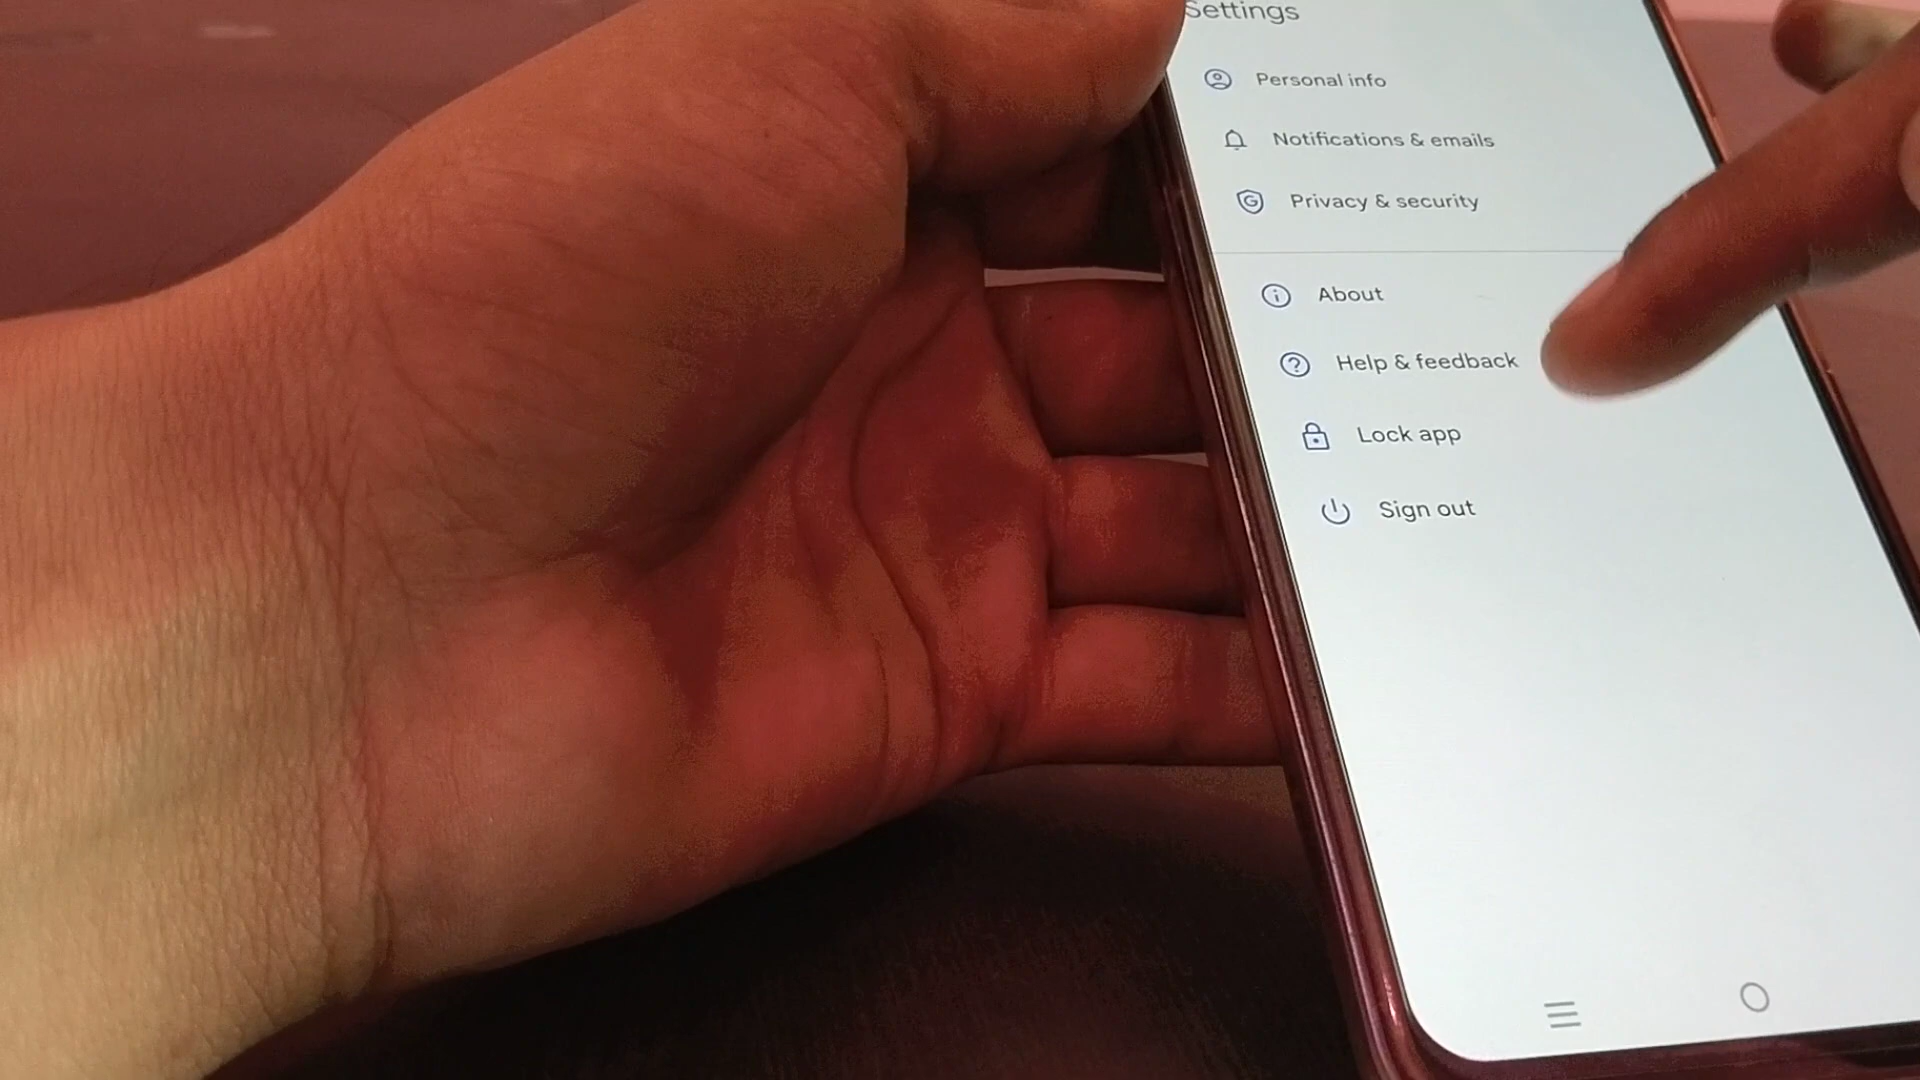 Settings
Personal info
Notifications & emails
Privacy & security
About
Help & feedback
Lock app
Sign out